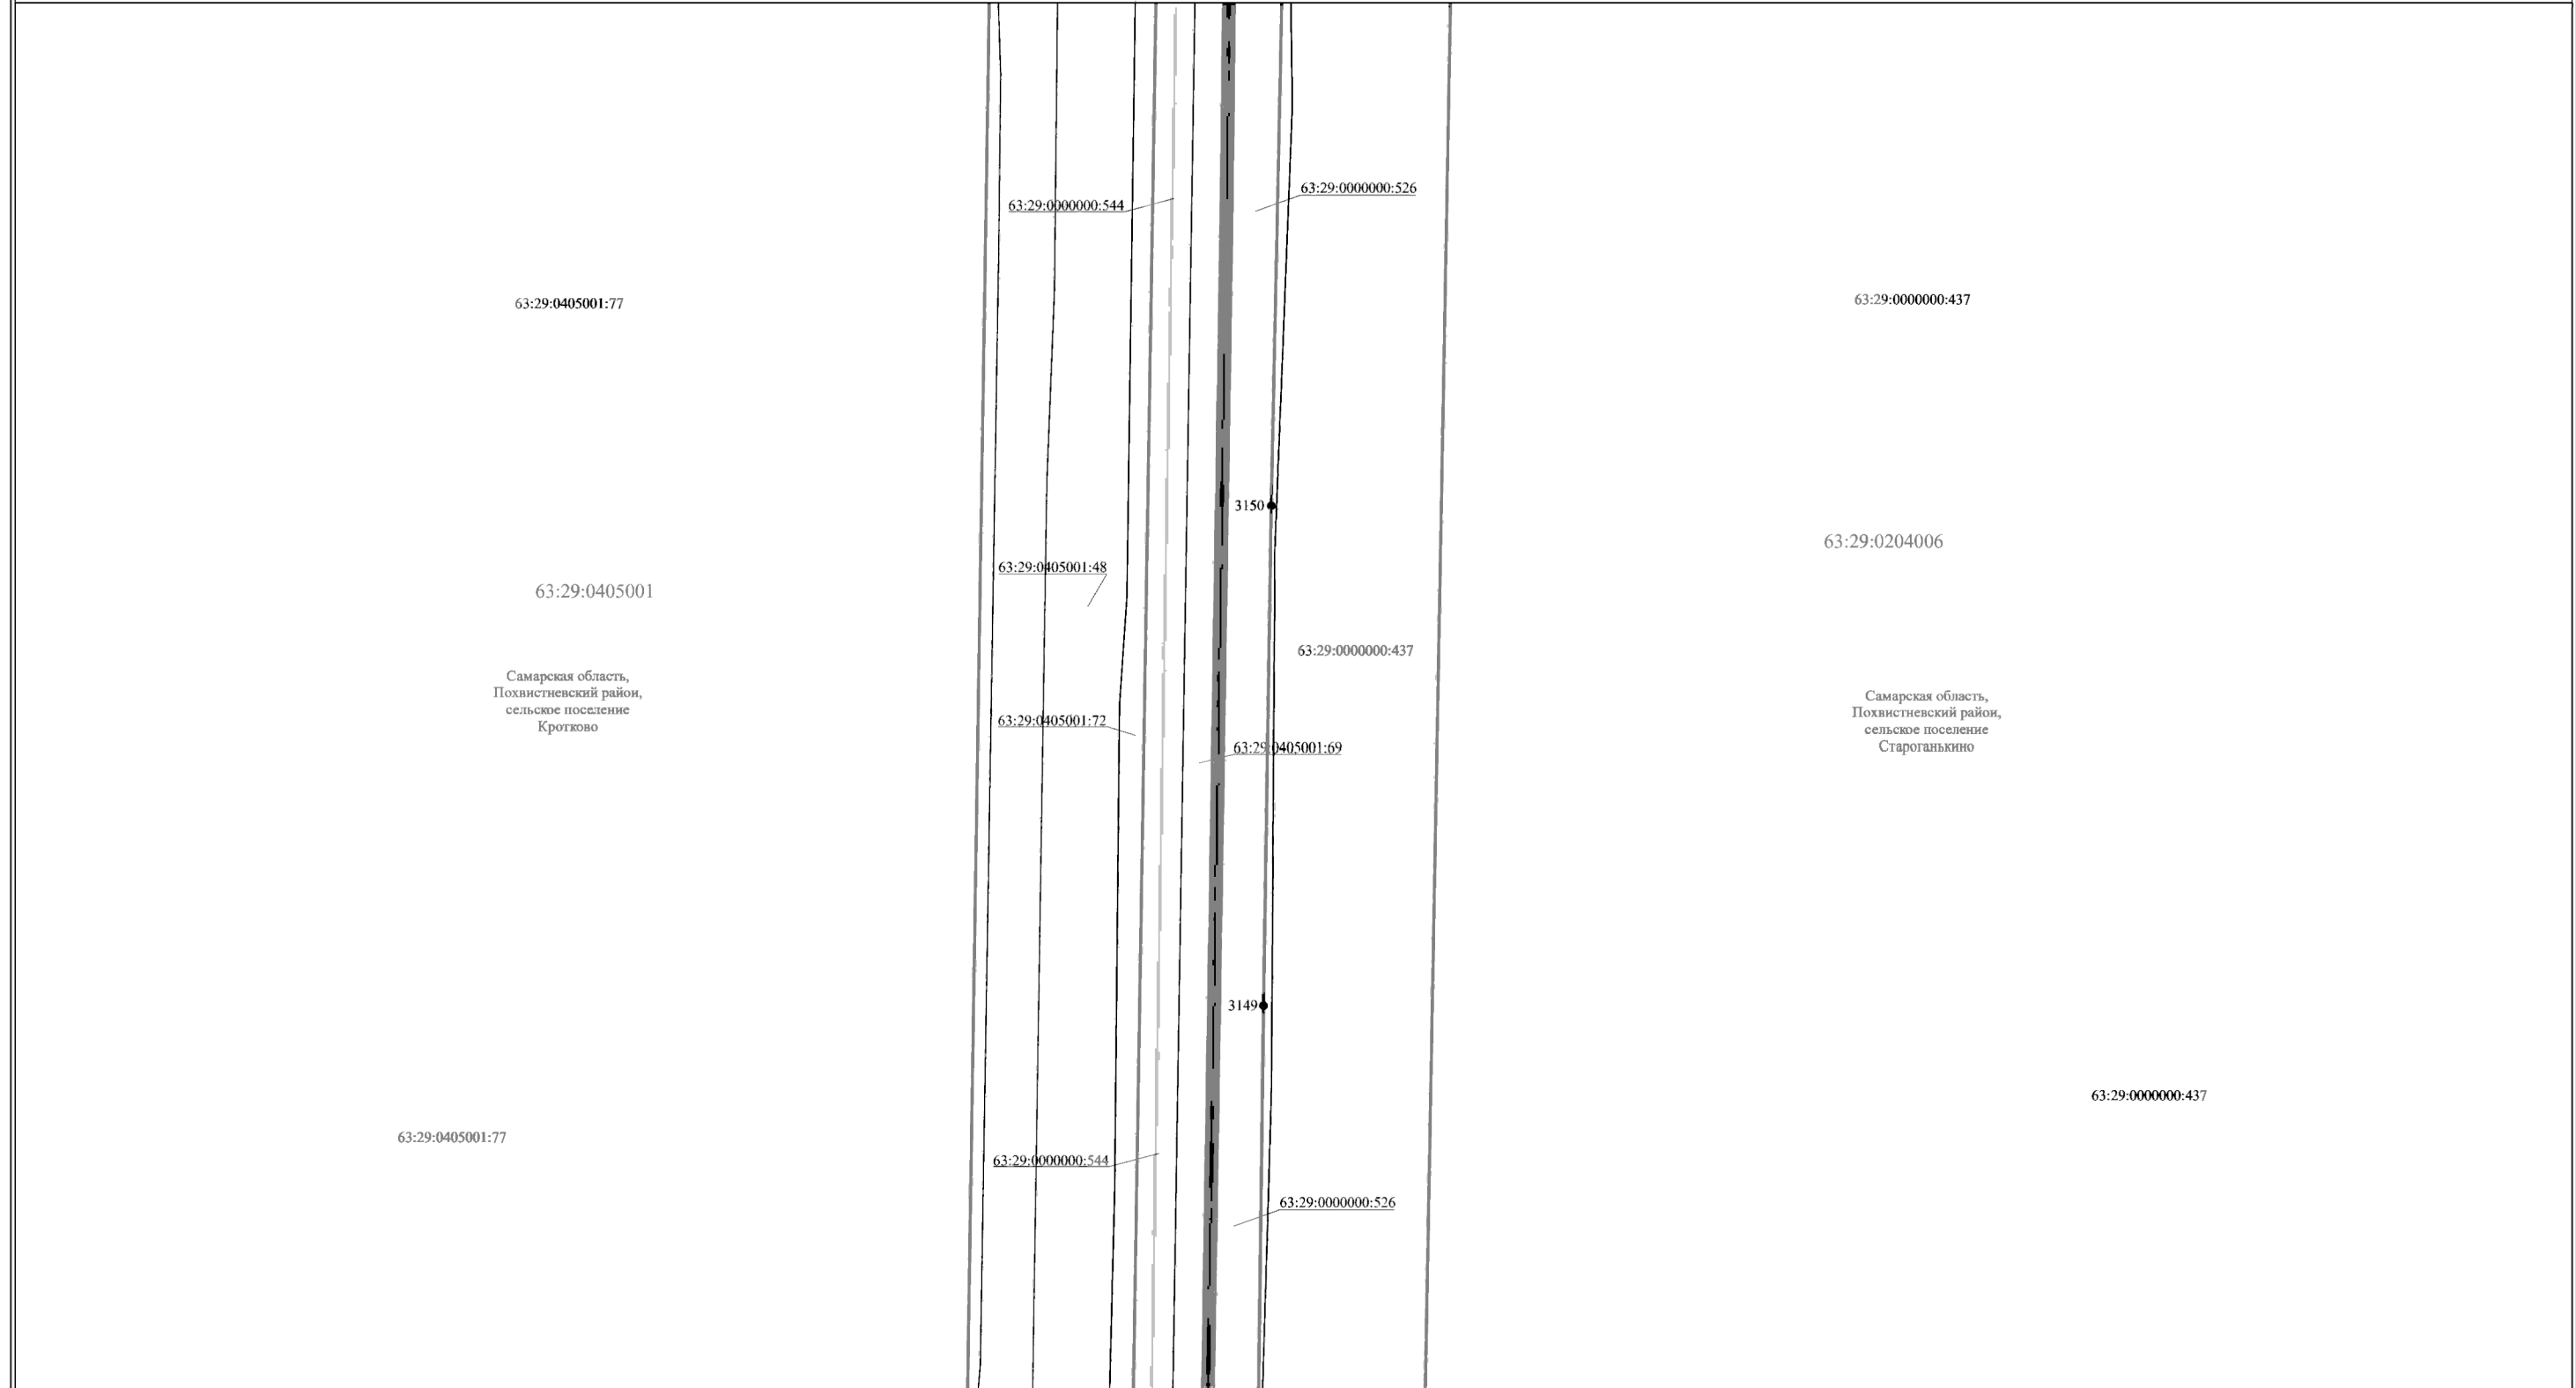 63:29:0000000:526
63:29:0000000:544
63:29:0405001:77
63:29:0000000:437
3150
63:29:0204006
63:29:0405001:48
63:29:0405001
63:29:0000000:437
Самарская область,
Похвистневский район,
сельское поселение
Кротково
Самарская область,
Похвистневский район,
сельское поселение
Староганькино
63:29:0405001:72
63:29:0405001:69
3149
63:29:0000000:437
63:29:0405001:77
63:29:0000000:544
63:29:0000000:526